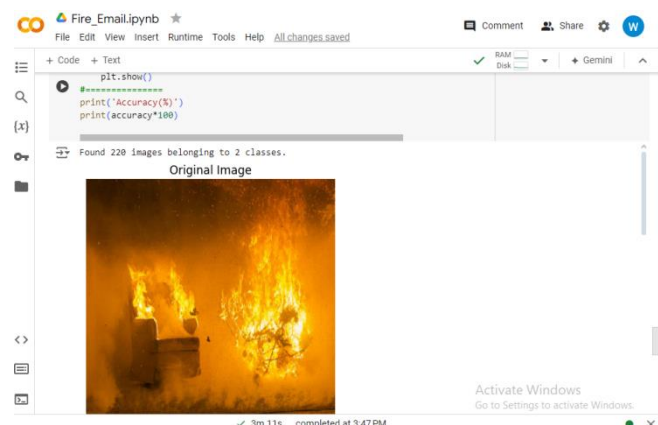 Fire_Email.ipynb
Comment Share W
File Edit View Insert Runtime Tools Help All changes saved
+ Code + Text
RAM
Disk
Gemini
plt.show()
#===============
print('Accuracy(%)')
print(accuracy*100)
{x}
Found 220 images belonging to 2 classes.
Original Image
Activate Windows
Go to Settings to activate Windows.
3m 11s completed at 3:47 PM